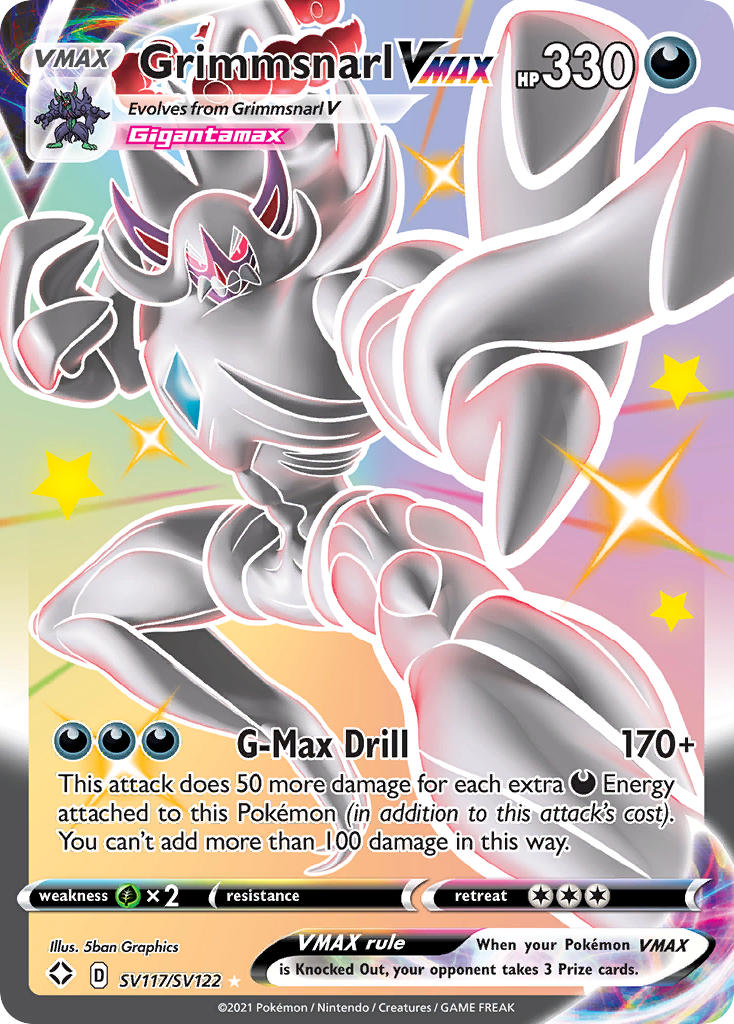 VMAX
Grimmsnarl VMAX
HP 330
Evolves from Grimmsnarl V
Gigantamax
G-Max Drill 170+
This attack does 50 more damage for each extra Energy
attached to this Pokémon (in addition to this attack's cost).
You can't add more than 100 damage in this way.
weakness ×2 resistance retreat
Illus. 5ban Graphics
VMAX rule When your Pokémon VMAX
is Knocked Out, your opponent takes 3 Prize cards.
D SV117/SV122
©2021 Pokémon / Nintendo / Creatures / GAME FREAK